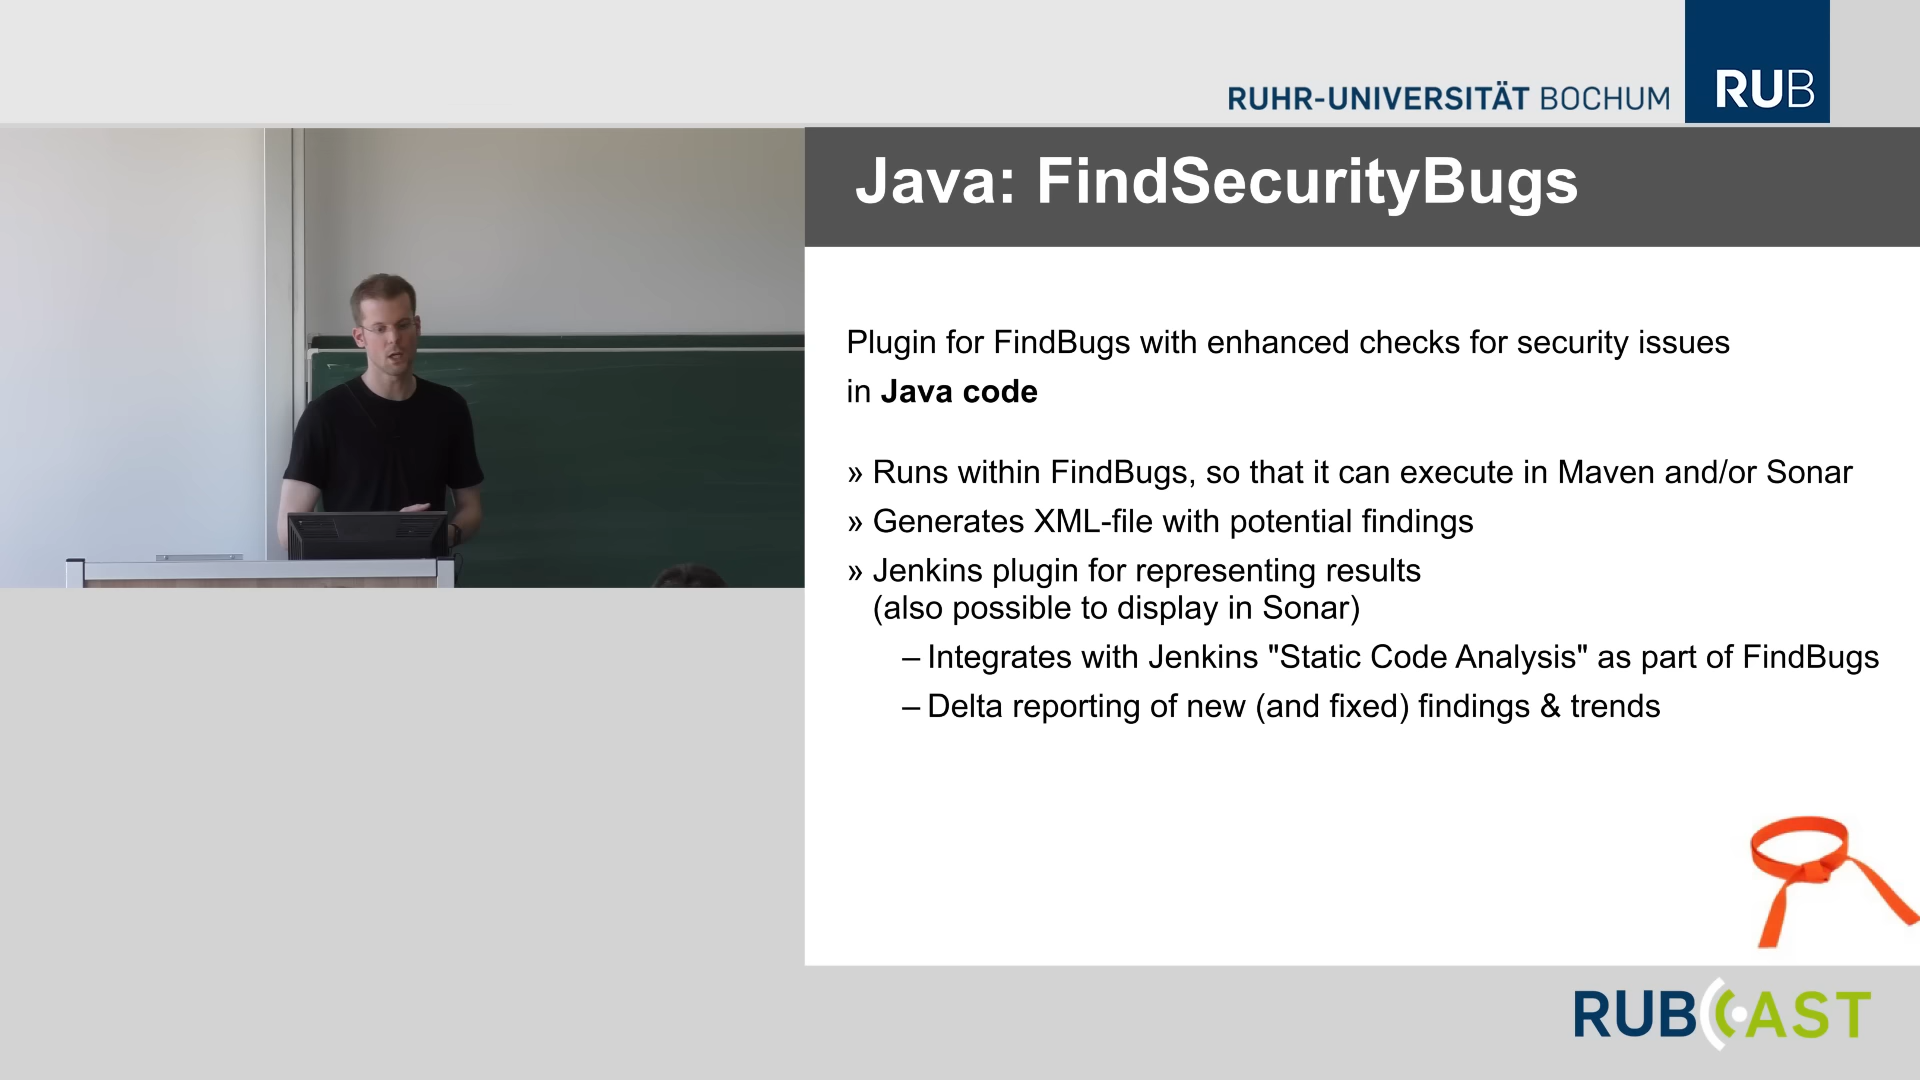 RUHR-UNIVERSITÄT BOCHUM
RUB
Java: FindSecurityBugs
Plugin for FindBugs with enhanced checks for security issues
in Java code
» Runs within FindBugs, so that it can execute in Maven and/or Sonar
» Generates XML-file with potential findings
» Jenkins plugin for representing results
(also possible to display in Sonar)
– Integrates with Jenkins "Static Code Analysis" as part of FindBugs
– Delta reporting of new (and fixed) findings & trends
RUBCAST